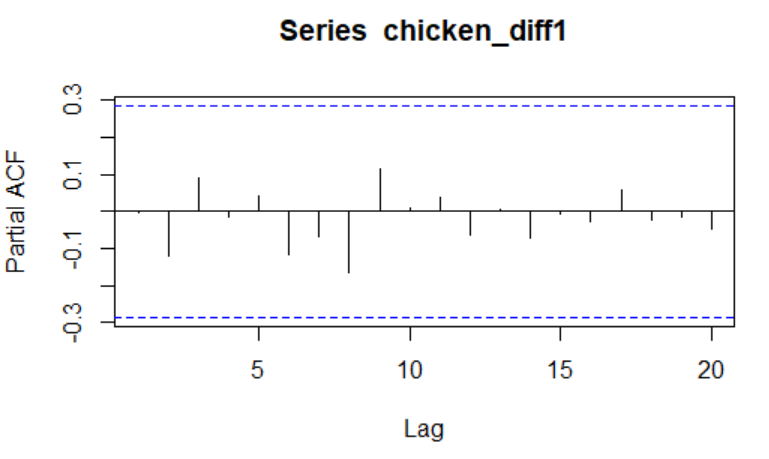 Series chicken_diff1
Partial ACF
0.3
0.1
-0.1
-0.3
5 10 15 20
Lag